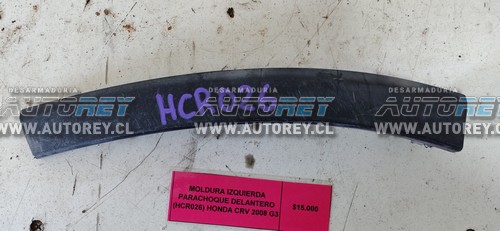 DESARMADURIA DESARMADURIA DESARMADURIA
AUTOREY AUTOREY AUTOREY
WWW.AUTOREY.CL WWW.AUTOREY.CL WWW.AUTOREY.CL
HCR026
MOLDURA IZQUIERDA
PARACHOQUE DELANTERO
(HCR026) HONDA CRV 2008 G3
$15.000